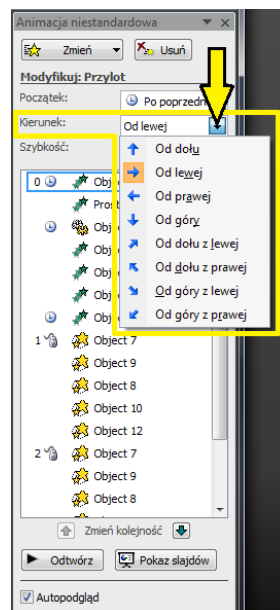 Animacja niestandardowa
Zmień
Usuń
Modyfikuj: Przylot
Początek:
Po poprzedn
Kierunek:
Od lewej
Szybkość:
Od dołu
Od lewej
Od prawej
Od góry
Od dołu z lewej
Od dołu z prawej
Od góry z lewej
Od góry z prawej
0
Obj
Prost
Obj
Obj
Obj
Obj
Obj
1
Object 7
Object 9
Object 8
Object 10
Object 12
2
Object 7
Object 9
Object 8
Zmień kolejność
Odtwórz
Pokaz slajdów
Autopodgląd